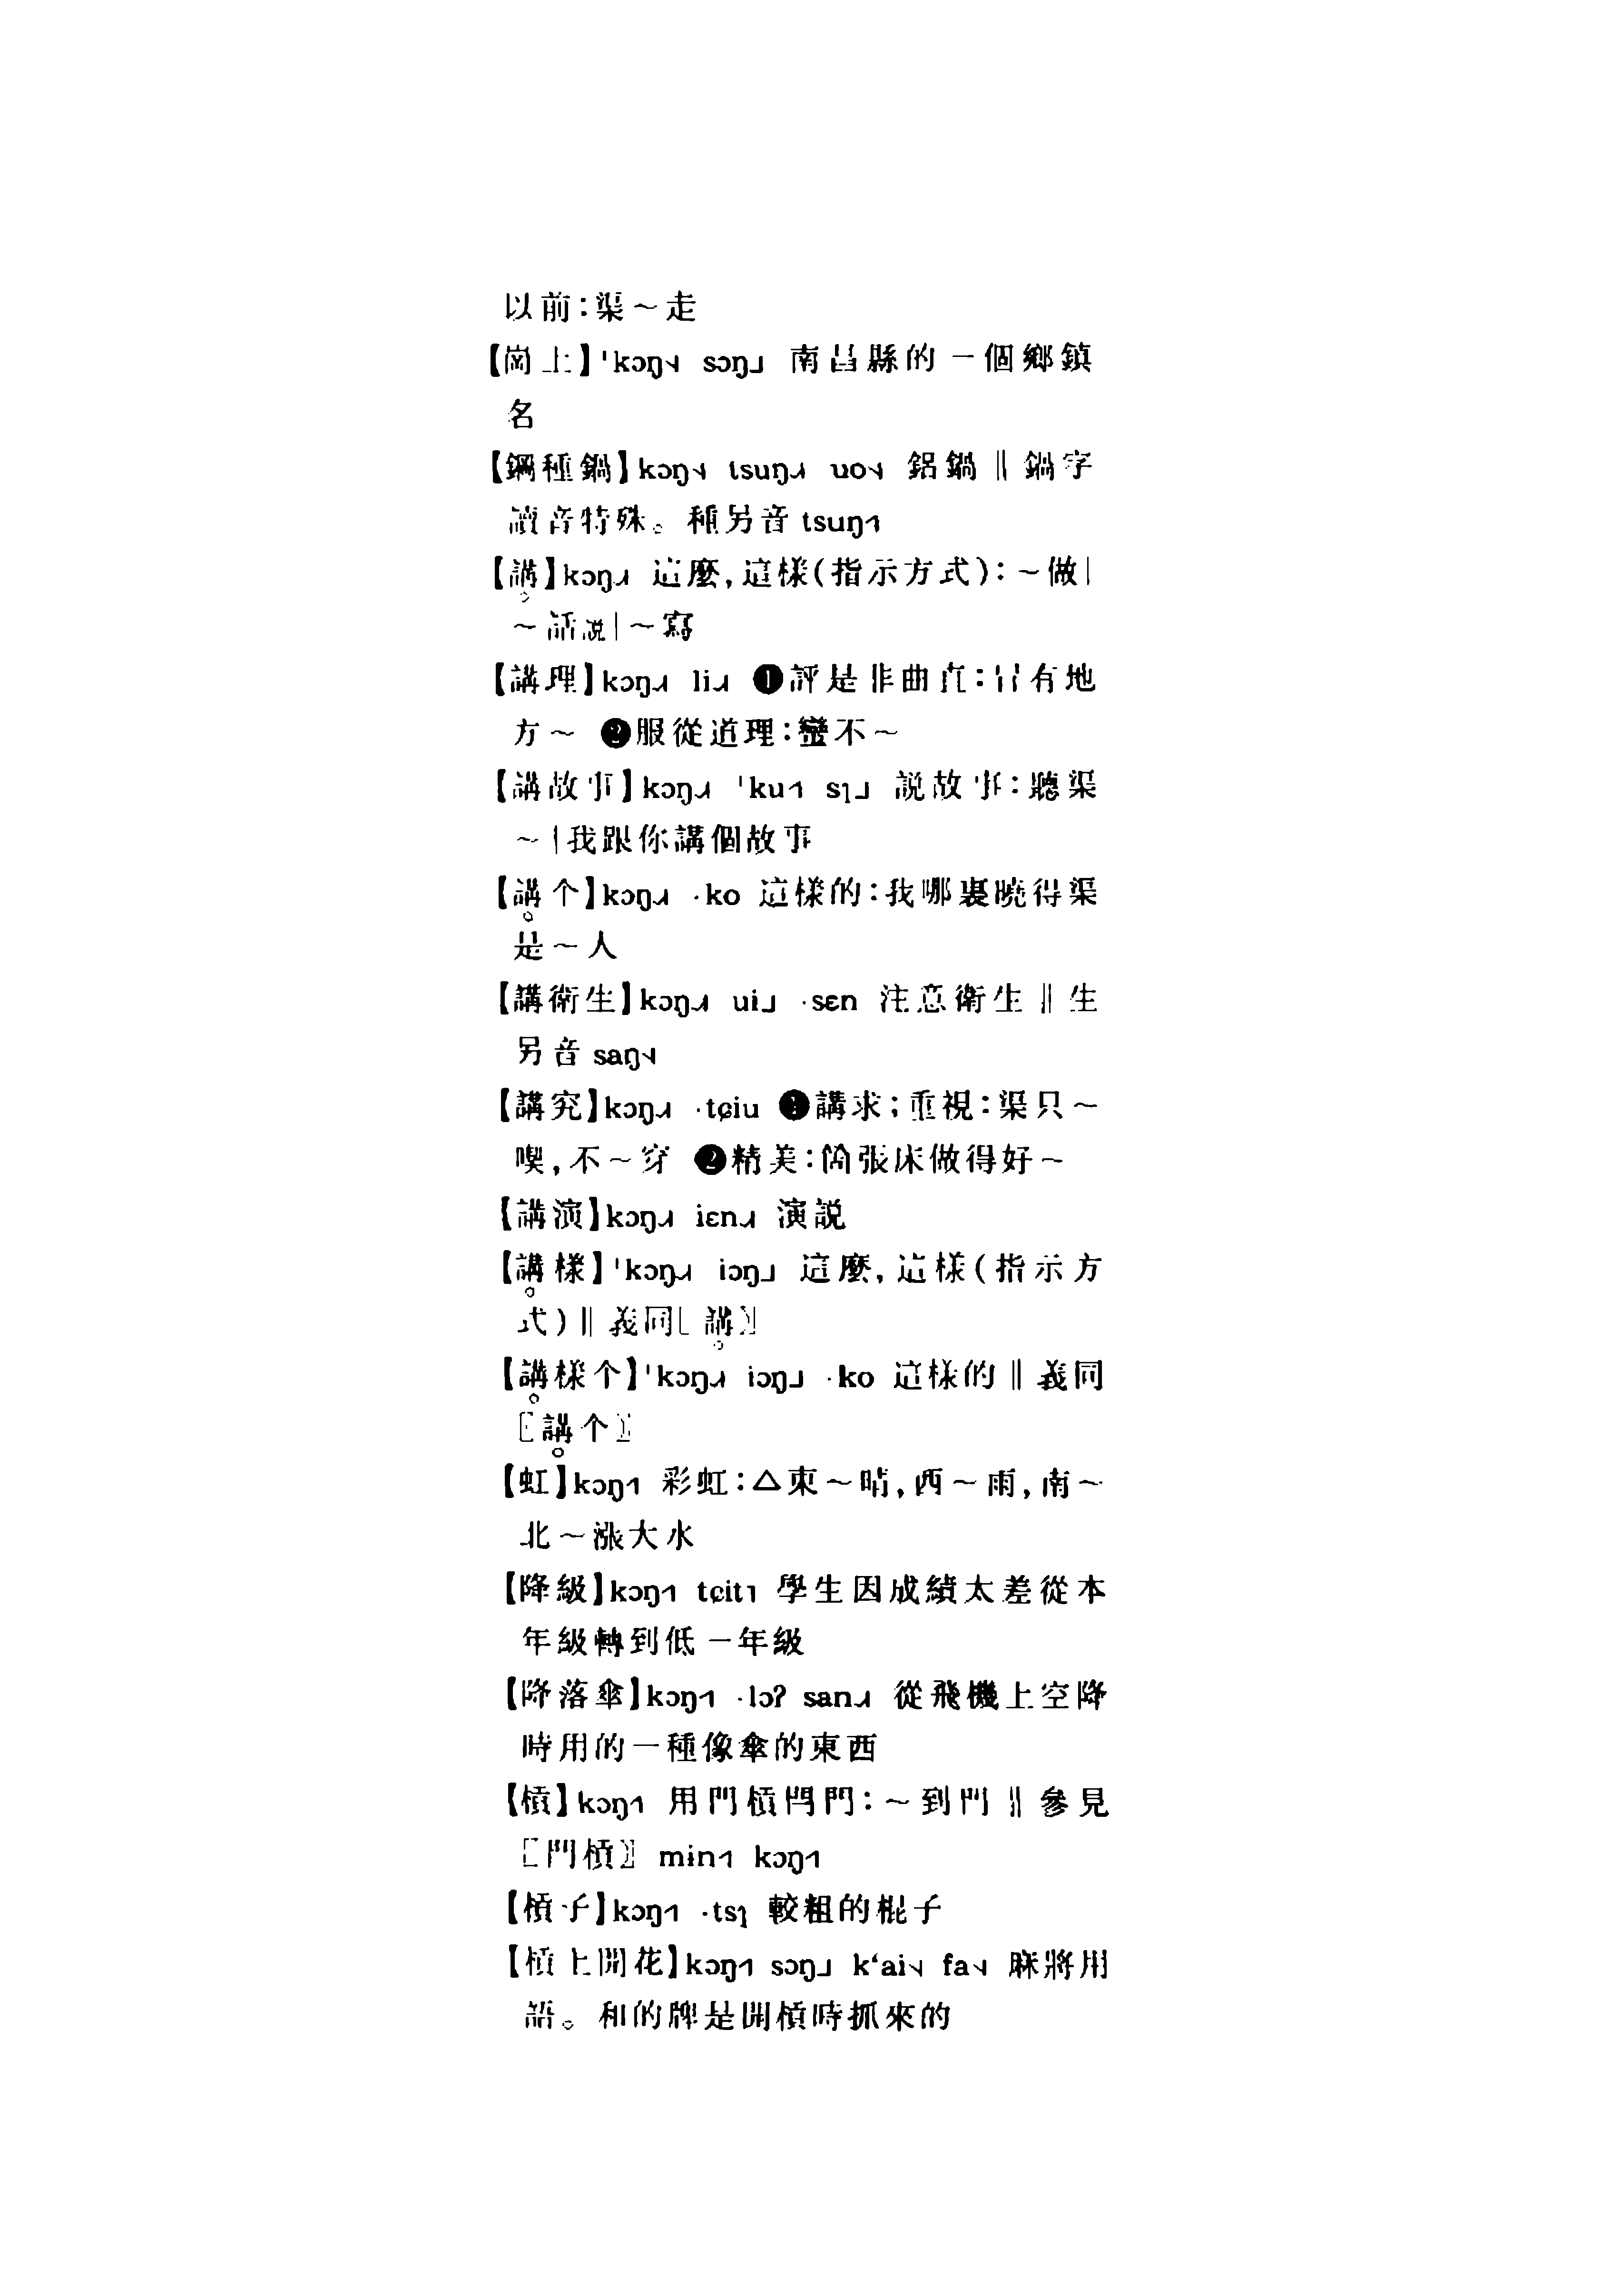 以前:渠～走
【崗上】'kɔŋ˧˨ sɔŋ˩ 南昌縣的一個鄉鎮
名
【鋼種鍋】kɔŋ˧˨ tsuŋ˨˩˧ uo˧˨ 鋁鍋‖鍋字
讀音特殊。種另音 tsuŋ˧˥
【講】kɔŋ˨˩˧ 這麼,這樣(指示方式):～做|
～話説|～寫
【講理】kɔŋ˨˩˧ li˨˩˧ ❶評是非曲直:冒有地
方～ ❷服從道理:蠻不～
【講故事】kɔŋ˨˩˧ 'ku˧˥ sɿ˩ 説故事:聽渠
～|我跟你講個故事
【講个】kɔŋ˨˩˧ ·ko 這樣的:我哪裏曉得渠
是～人
【講衛生】kɔŋ˨˩˧ ui˩ ·sɛn 注意衛生‖生
另音 saŋ˧˨
【講究】kɔŋ˨˩˧ ·tɕiu ❶講求;重視:渠只～
喫,不～穿 ❷精美:箇張床做得好～
【講演】kɔŋ˨˩˧ iɛn˨˩˧ 演説
【講樣】'kɔŋ˨˩˧ iɔŋ˩ 這麼,這樣(指示方
式)‖義同〖講〗
【講樣个】'kɔŋ˨˩˧ iɔŋ˩ ·ko 這樣的‖義同
〖講个〗
【虹】kɔŋ˧˥ 彩虹:△東～晴,西～雨,南～
北～漲大水
【降級】kɔŋ˧˥ tɕit˥ 學生因成績太差從本
年級轉到低一年級
【降落傘】kɔŋ˧˥ ·lɔʔ san˨˩˧ 從飛機上空降
時用的一種像傘的東西
【槓】kɔŋ˧˥ 用門槓閂門:～到門‖參見
〖門槓〗 min˧˥ kɔŋ˧˥
【槓子】kɔŋ˧˥ ·tsɿ 較粗的棍子
【槓上開花】kɔŋ˧˥ sɔŋ˩ k‘ai˧˨ fa˧˨ 麻將用
語。和的牌是開槓時抓來的